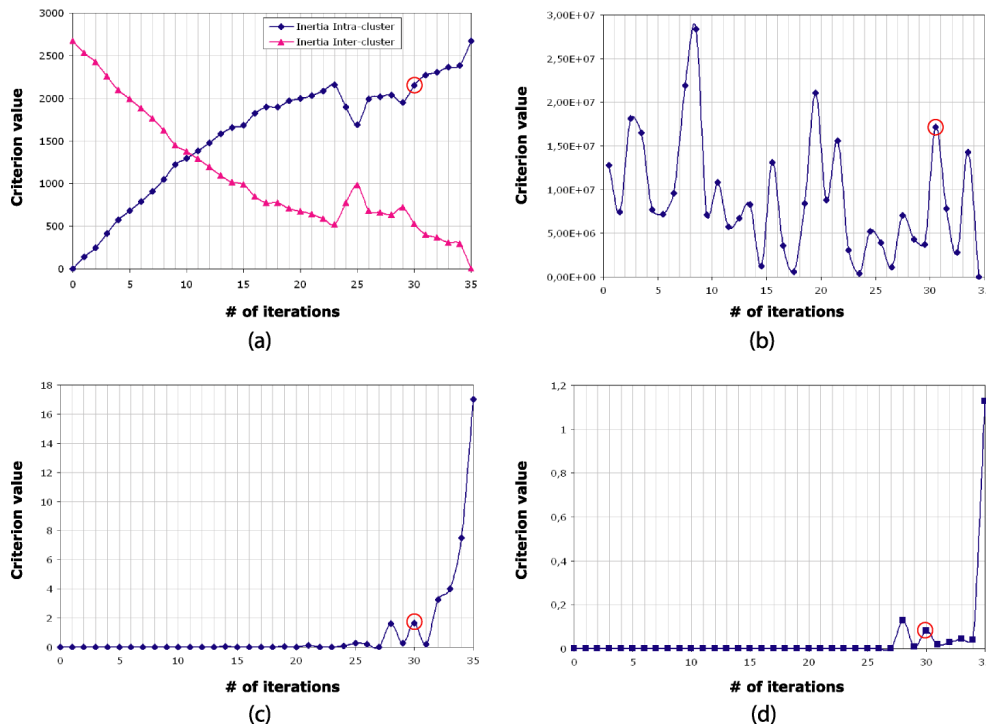 Inertia Intra-cluster
Inertia Inter-cluster
Criterion value
3000
2500
2000
1500
1000
500
0
0 5 10 15 20 25 30 35
# of iterations
(a)
Criterion value
3,00E+07
2,50E+07
2,00E+07
1,50E+07
1,00E+07
5,00E+06
0,00E+00
0 5 10 15 20 25 30 3
# of iterations
(b)
Criterion value
18
16
14
12
10
8
6
4
2
0
0 5 10 15 20 25 30 35
# of iterations
(c)
Criterion value
1,2
1
0,8
0,6
0,4
0,2
0
0 5 10 15 20 25 30 35
# of iterations
(d)